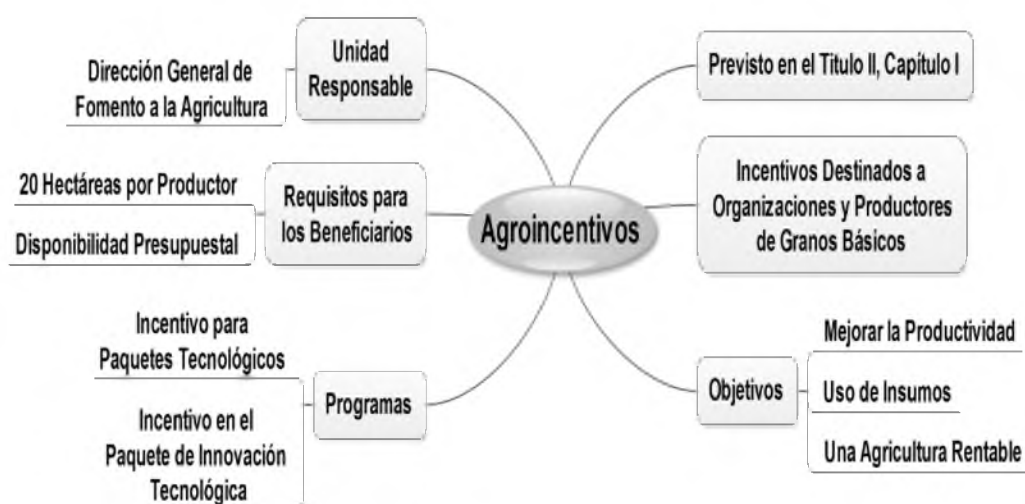 Unidad
Responsable
Dirección General de
Fomento a la Agricultura
Requisitos para
los Beneficiarios
20 Hectáreas por Productor
Disponibilidad Presupuestal
Programas
Incentivo para
Paquetes Tecnológicos
Incentivo en el
Paquete de Innovación
Tecnológica
Agroincentivos
Previsto en el Titulo II, Capítulo I
Incentivos Destinados a
Organizaciones y Productores
de Granos Básicos
Objetivos
Mejorar la Productividad
Uso de Insumos
Una Agricultura Rentable